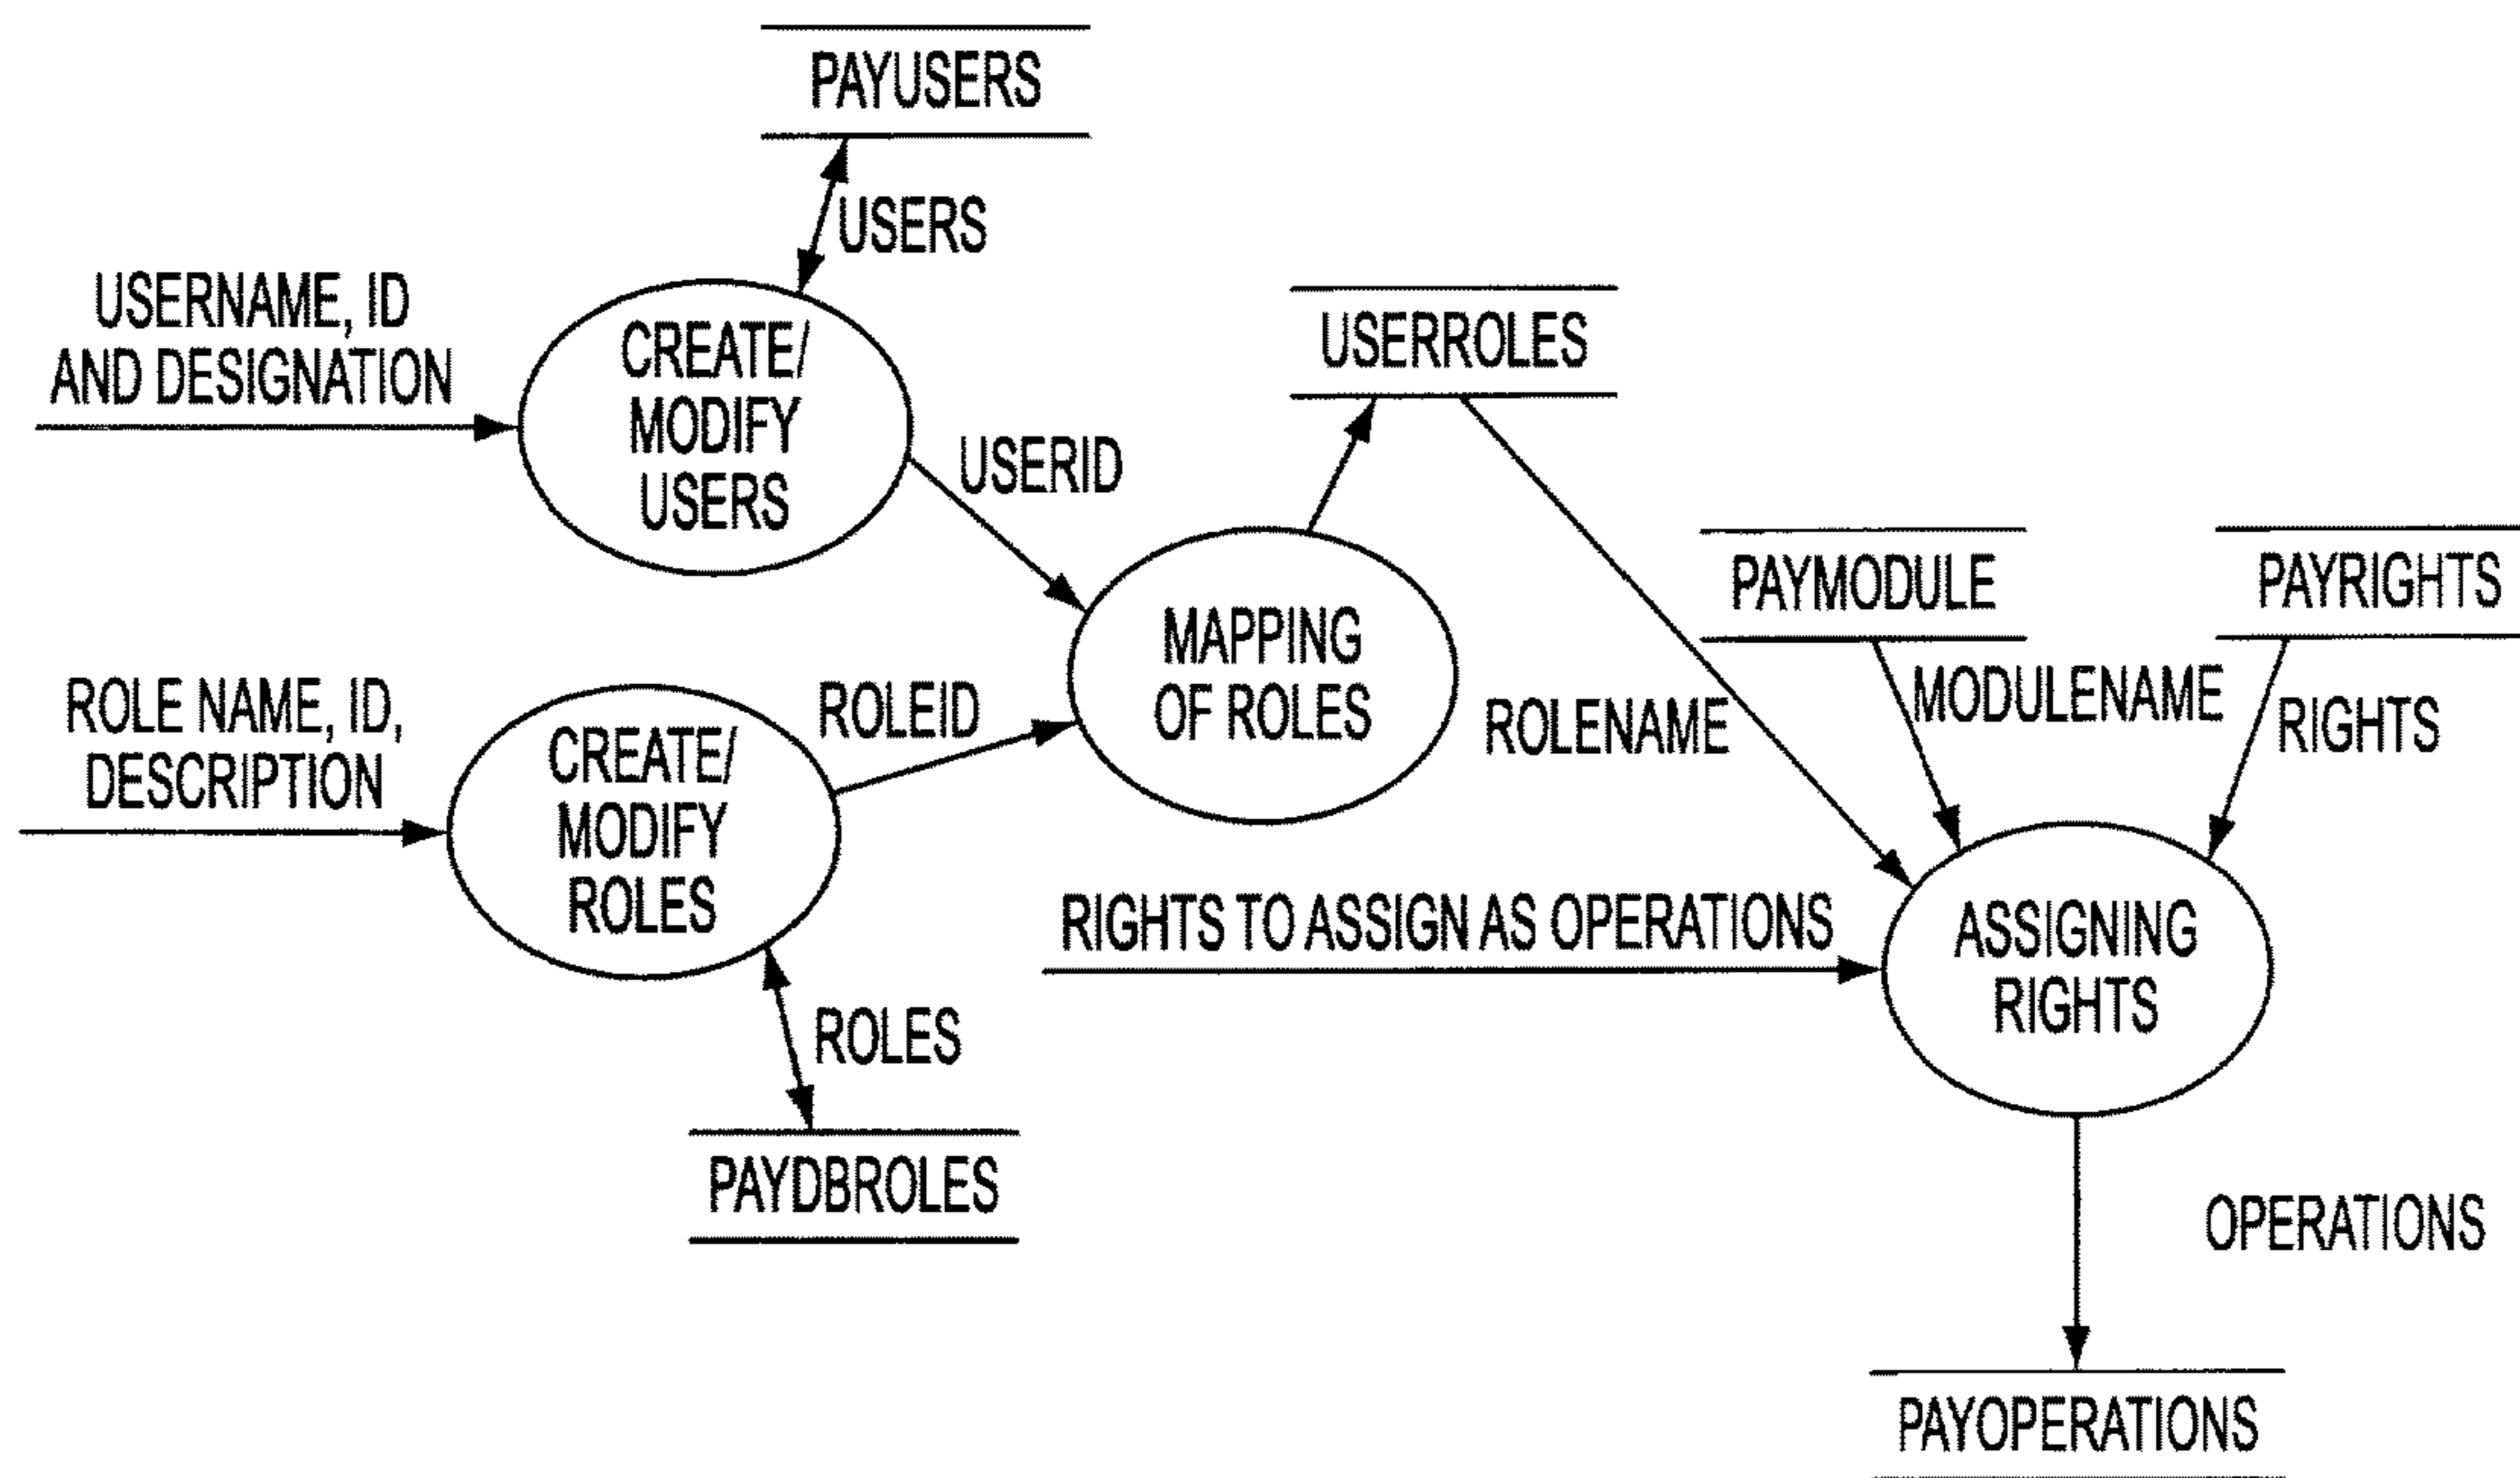 PAYUSERS
USERS
USERNAME, ID
AND DESIGNATION
CREATE/
MODIFY
USERS
USERROLES
USERID
PAYMODULE
PAYRIGHTS
MAPPING
OF ROLES
ROLE NAME, ID,
DESCRIPTION
ROLEID
ROLENAME
MODULENAME
RIGHTS
CREATE/
MODIFY
ROLES
RIGHTS TO ASSIGN AS OPERATIONS
ASSIGNING
RIGHTS
ROLES
PAYDBROLES
OPERATIONS
PAYOPERATIONS